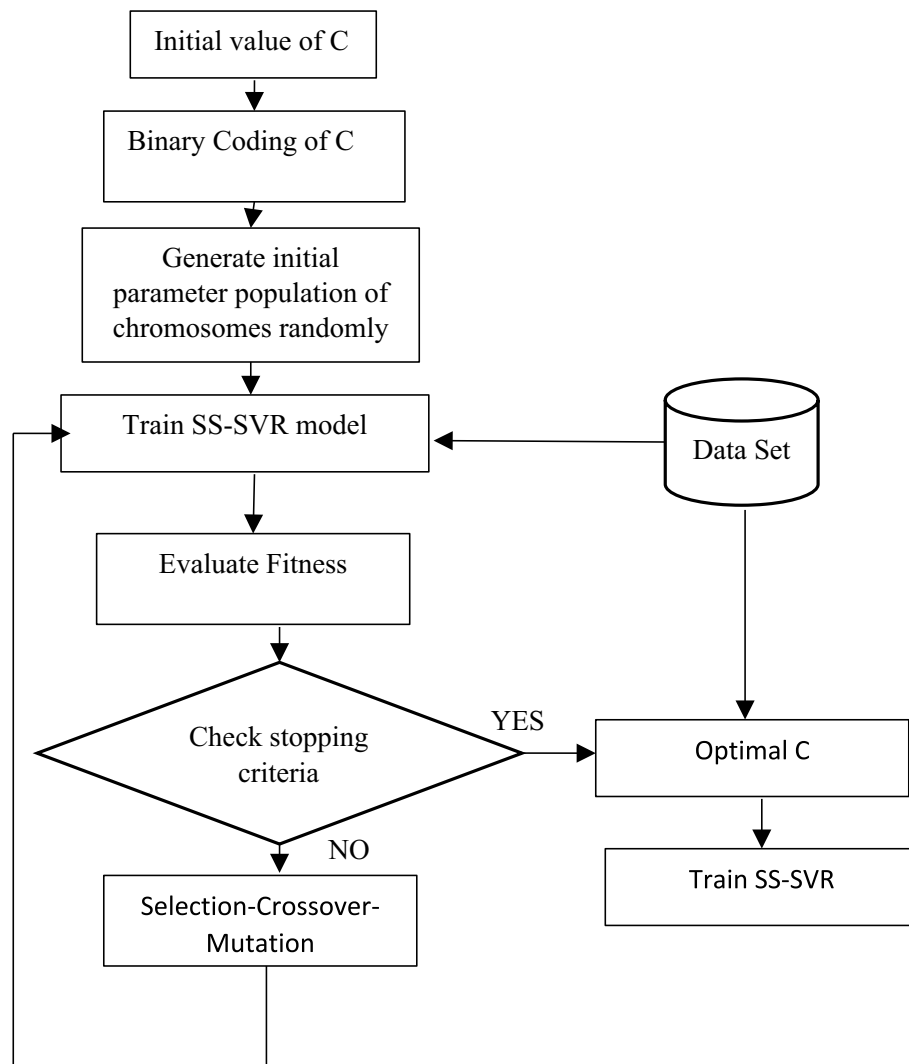 Initial value of C
Binary Coding of C
Generate initial
parameter population of
chromosomes randomly
Train SS-SVR model
Data Set
Evaluate Fitness
Check stopping
criteria
YES
Optimal C
NO
Train SS-SVR
Selection-Crossover-
Mutation